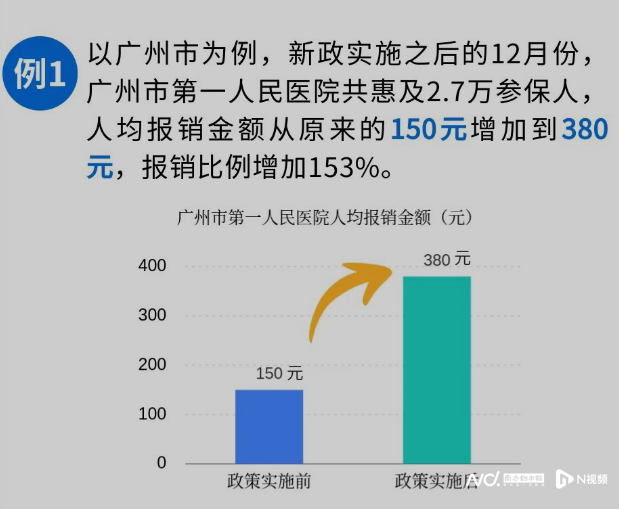 例1
以广州市为例，新政实施之后的12月份，
广州市第一人民医院共惠及2.7万参保人，
人均报销金额从原来的150元增加到380
元，报销比例增加153%。
广州市第一人民医院人均报销金额（元）
400
300
200
100
0
150 元
380 元
政策实施前
政策实施后
N视频